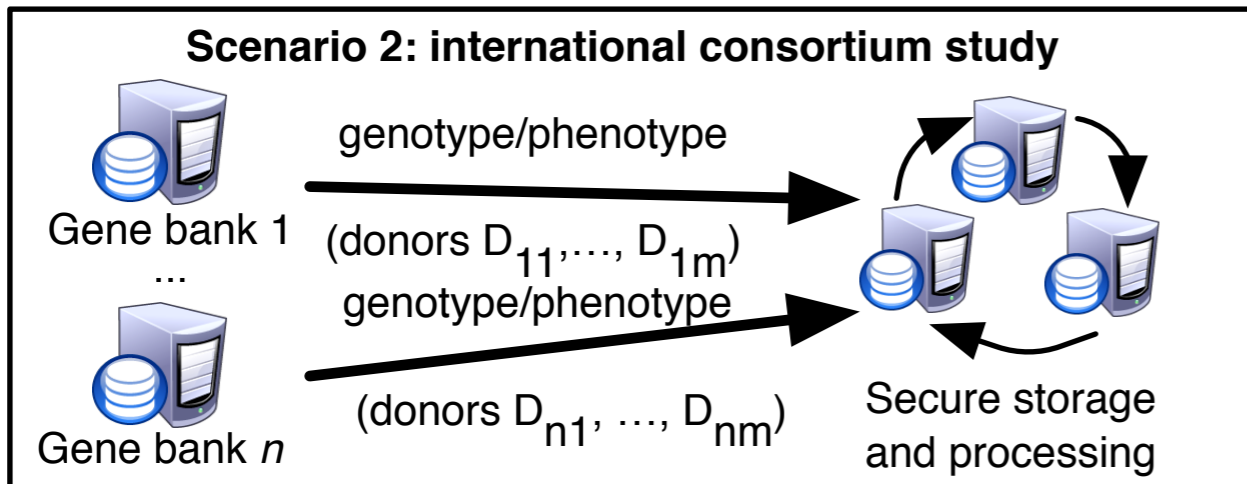 Scenario 2: international consortium study
genotype/phenotype
Gene bank 1
(donors D11,..., D1m)
...
genotype/phenotype
Gene bank n
(donors Dn1, ..., Dnm)
Secure storage
and processing